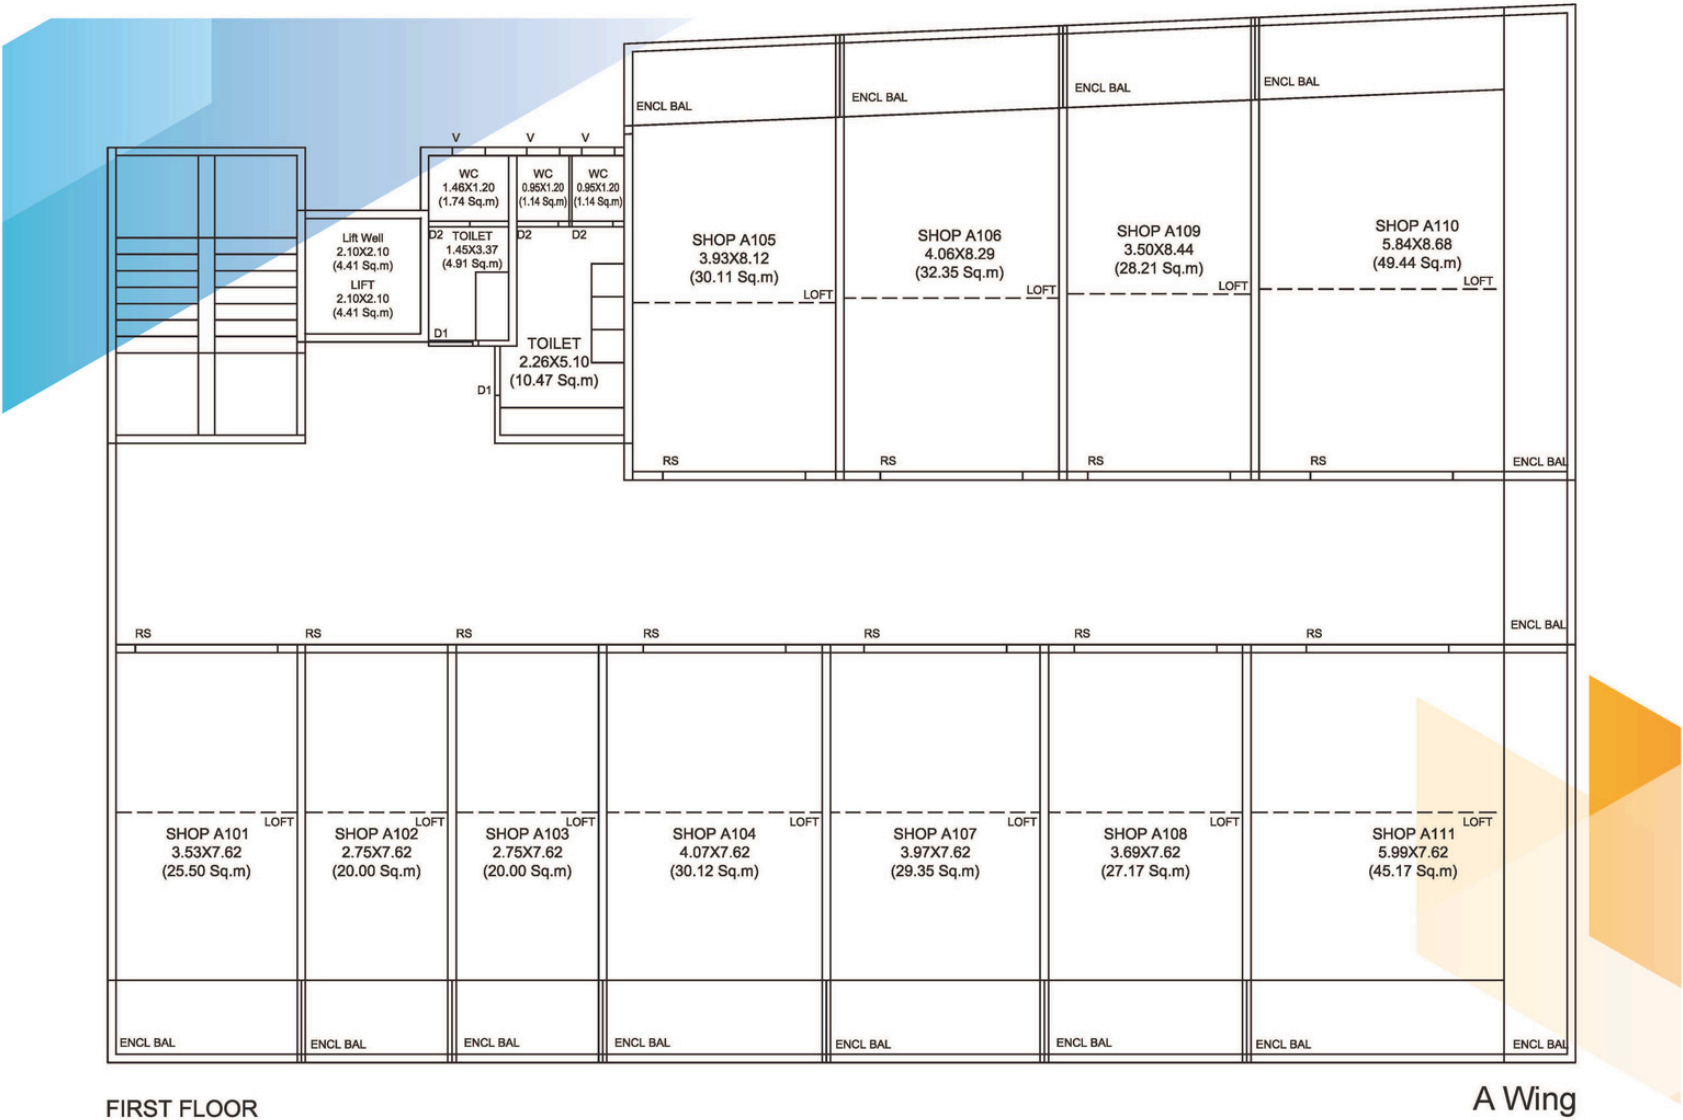 ENCL BAL
ENCL BAL
ENCL BAL
ENCL BAL
V
V
V
WC
1.46X1.20
(1.74 Sq.m)
WC
0.95X1.20
(1.14 Sq.m)
WC
0.95X1.20
(1.14 Sq.m)
D2
TOILET
1.45X3.37
(4.91 Sq.m)
D2
D2
Lift Well
2.10X2.10
(4.41 Sq.m)
LIFT
2.10X2.10
(4.41 Sq.m)
D1
TOILET
2.26X5.10
(10.47 Sq.m)
D1
SHOP A105
3.93X8.12
(30.11 Sq.m)
LOFT
SHOP A106
4.06X8.29
(32.35 Sq.m)
LOFT
SHOP A109
3.50X8.44
(28.21 Sq.m)
LOFT
SHOP A110
5.84X8.68
(49.44 Sq.m)
LOFT
RS
RS
RS
RS
ENCL BAL
ENCL BAL
RS
RS
RS
RS
RS
RS
RS
LOFT
SHOP A101
3.53X7.62
(25.50 Sq.m)
LOFT
SHOP A102
2.75X7.62
(20.00 Sq.m)
LOFT
SHOP A103
2.75X7.62
(20.00 Sq.m)
LOFT
SHOP A104
4.07X7.62
(30.12 Sq.m)
LOFT
SHOP A107
3.97X7.62
(29.35 Sq.m)
LOFT
SHOP A108
3.69X7.62
(27.17 Sq.m)
LOFT
SHOP A111
5.99X7.62
(45.17 Sq.m)
ENCL BAL
ENCL BAL
ENCL BAL
ENCL BAL
ENCL BAL
ENCL BAL
ENCL BAL
ENCL BAL
FIRST FLOOR
A Wing